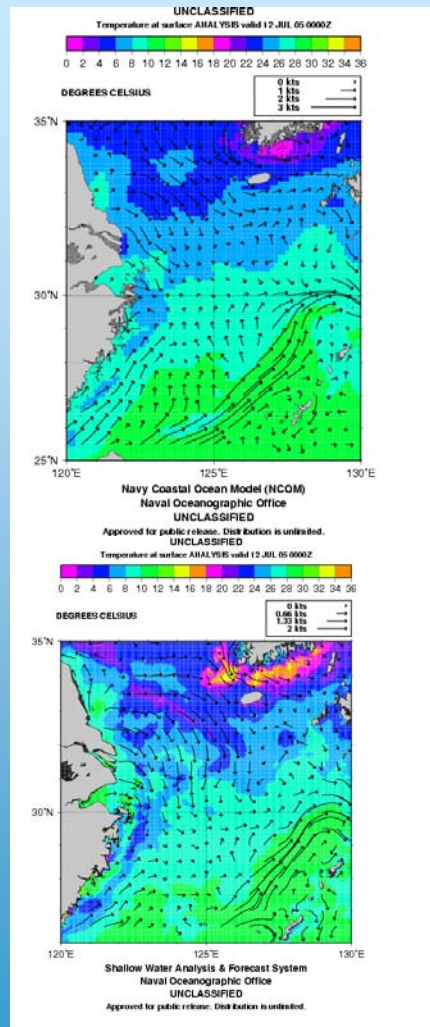 UNCLASSIFIED
Temperature at surface ANALYSIS valid 12 JUL 05 0000Z
0 2 4 6 8 10 12 14 16 18 20 22 24 26 28 30 32 34 36
DEGREES CELSIUS
0 kts
1 kts
2 kts
3 kts
35°N
30°N
25°N
120°E 125°E 130°E
Navy Coastal Ocean Model (NCOM)
Naval Oceanographic Office
UNCLASSIFIED
Approved for public release. Distribution is unlimited.
UNCLASSIFIED
Temperature at surface ANALYSIS valid 12 JUL 05 0000Z
0 2 4 6 8 10 12 14 16 18 20 22 24 26 28 30 32 34 36
DEGREES CELSIUS
0 kts
0.66 kts
1.33 kts
2 kts
35°N
30°N
120°E 125°E 130°E
Shallow Water Analysis & Forecast System
Naval Oceanographic Office
UNCLASSIFIED
Approved for public release. Distribution is unlimited.